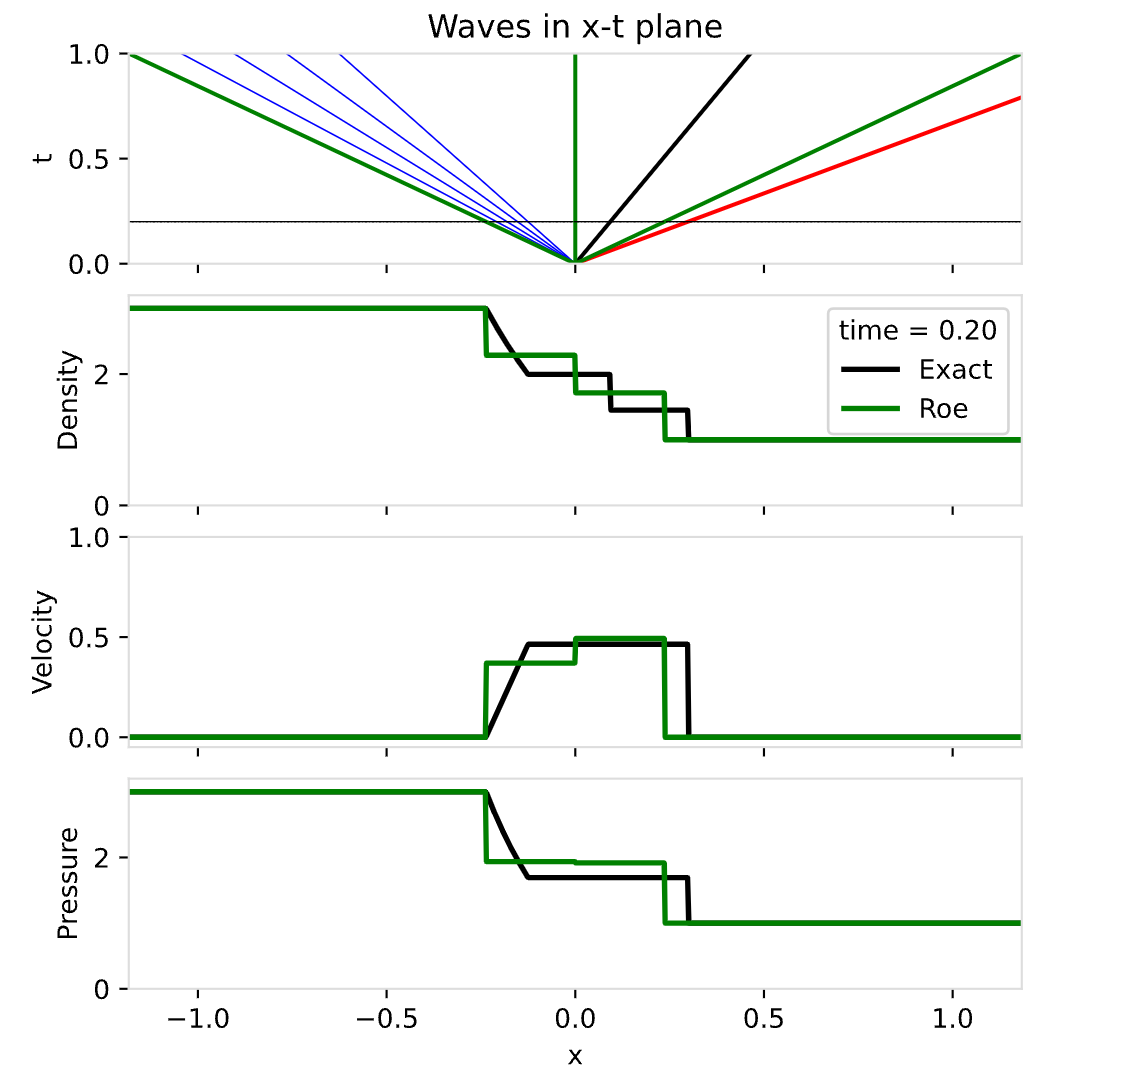 Waves in x-t plane
1.0
0.5
0.0
t
2
0
Density
time = 0.20
Exact
Roe
1.0
0.5
0.0
Velocity
2
0
Pressure
−1.0 −0.5 0.0 0.5 1.0
x